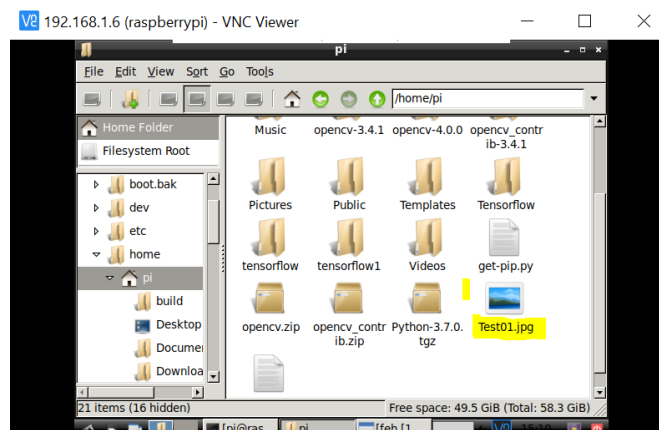 192.168.1.6 (raspberrypi) - VNC Viewer
pi
File Edit View Sort Go Tools
/home/pi
Home Folder
Filesystem Root
boot.bak
dev
etc
home
pi
build
Desktop
Documer
Downloa
Music opencv-3.4.1 opencv-4.0.0 opencv_contr
ib-3.4.1
Pictures Public Templates Tensorflow
tensorflow tensorflow1 Videos get-pip.py
opencv.zip opencv_contr Python-3.7.0. Test01.jpg
ib.zip tgz
21 items (16 hidden) Free space: 49.5 GiB (Total: 58.3 GiB)
[pi@ras pi [feh [1